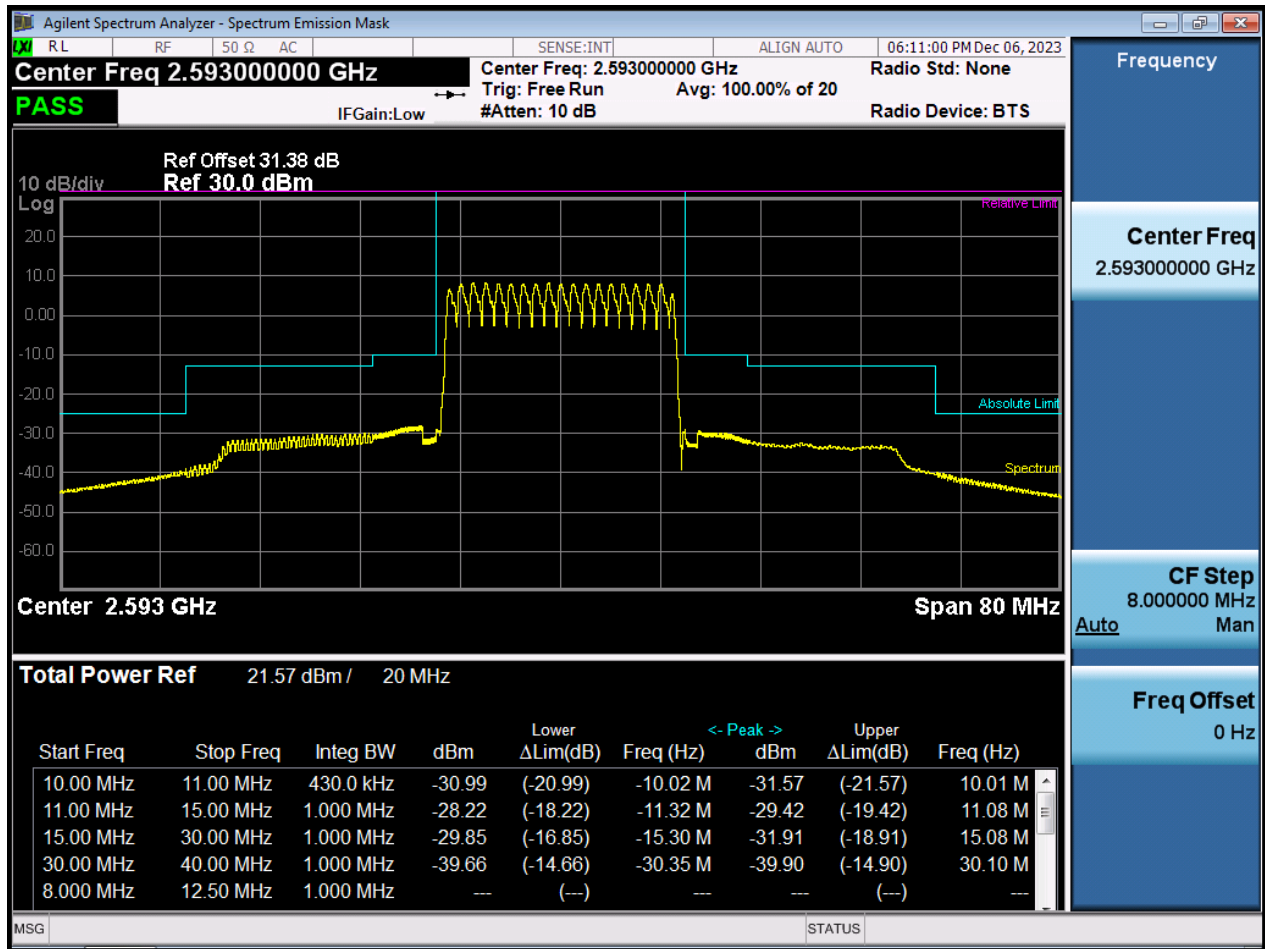 Agilent Spectrum Analyzer - Spectrum Emission Mask
LXI RL RF 50 Ω AC SENSE:INT ALIGN AUTO 06:11:00 PM Dec 06, 2023
Center Freq 2.593000000 GHz
Center Freq: 2.593000000 GHz Radio Std: None
Trig: Free Run Avg: 100.00% of 20
PASS
IFGain:Low #Atten: 10 dB Radio Device: BTS
Ref Offset 31.38 dB
10 dB/div Ref 30.0 dBm
Log
Relative Limit
20.0
10.0
0.00
-10.0
-20.0
Absolute Limit
-30.0
-40.0
Spectrum
-50.0
-60.0
Center 2.593 GHz Span 80 MHz
Total Power Ref 21.57 dBm / 20 MHz
Lower <- Peak -> Upper
Start Freq Stop Freq Integ BW dBm ΔLim(dB) Freq (Hz) dBm ΔLim(dB) Freq (Hz)
10.00 MHz 11.00 MHz 430.0 kHz -30.99 (-20.99) -10.02 M -31.57 (-21.57) 10.01 M
11.00 MHz 15.00 MHz 1.000 MHz -28.22 (-18.22) -11.32 M -29.42 (-19.42) 11.08 M
15.00 MHz 30.00 MHz 1.000 MHz -29.85 (-16.85) -15.30 M -31.91 (-18.91) 15.08 M
30.00 MHz 40.00 MHz 1.000 MHz -39.66 (-14.66) -30.35 M -39.90 (-14.90) 30.10 M
8.000 MHz 12.50 MHz 1.000 MHz --- (---) --- --- (---) ---
MSG STATUS
Frequency
Center Freq
2.593000000 GHz
CF Step
8.000000 MHz
Auto Man
Freq Offset
0 Hz